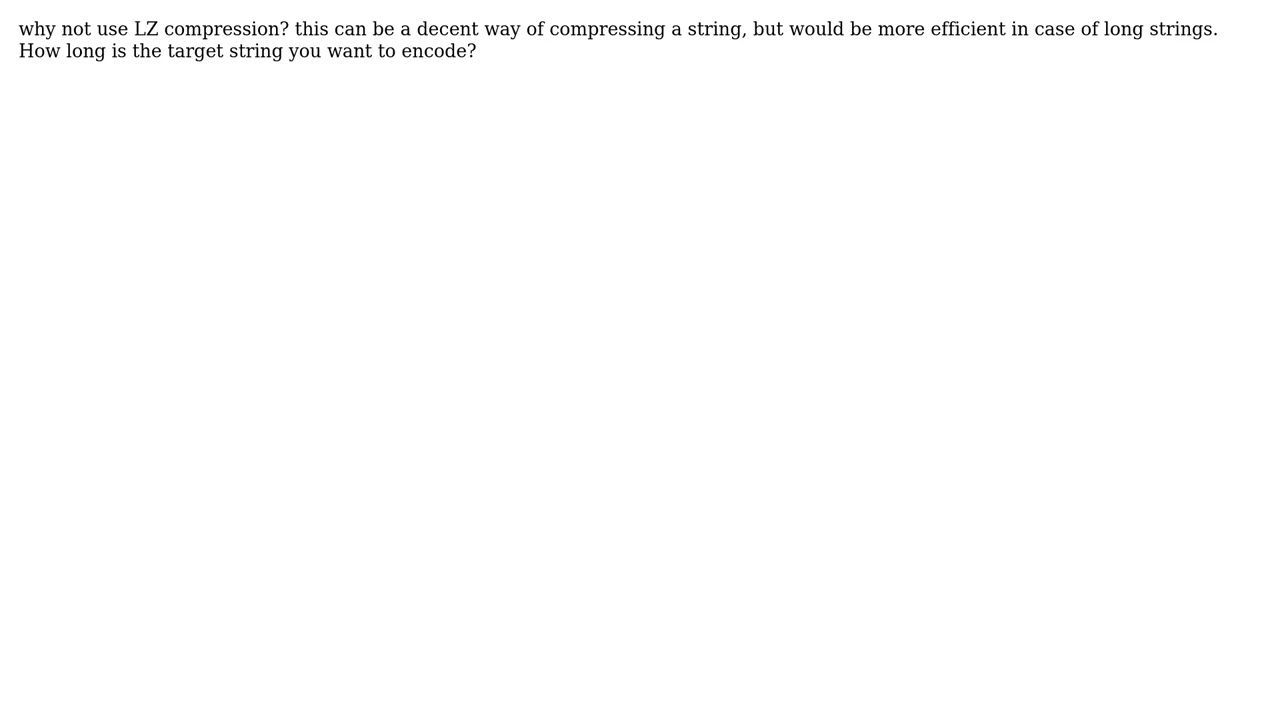 why not use LZ compression? this can be a decent way of compressing a string, but would be more efficient in case of long strings.
How long is the target string you want to encode?